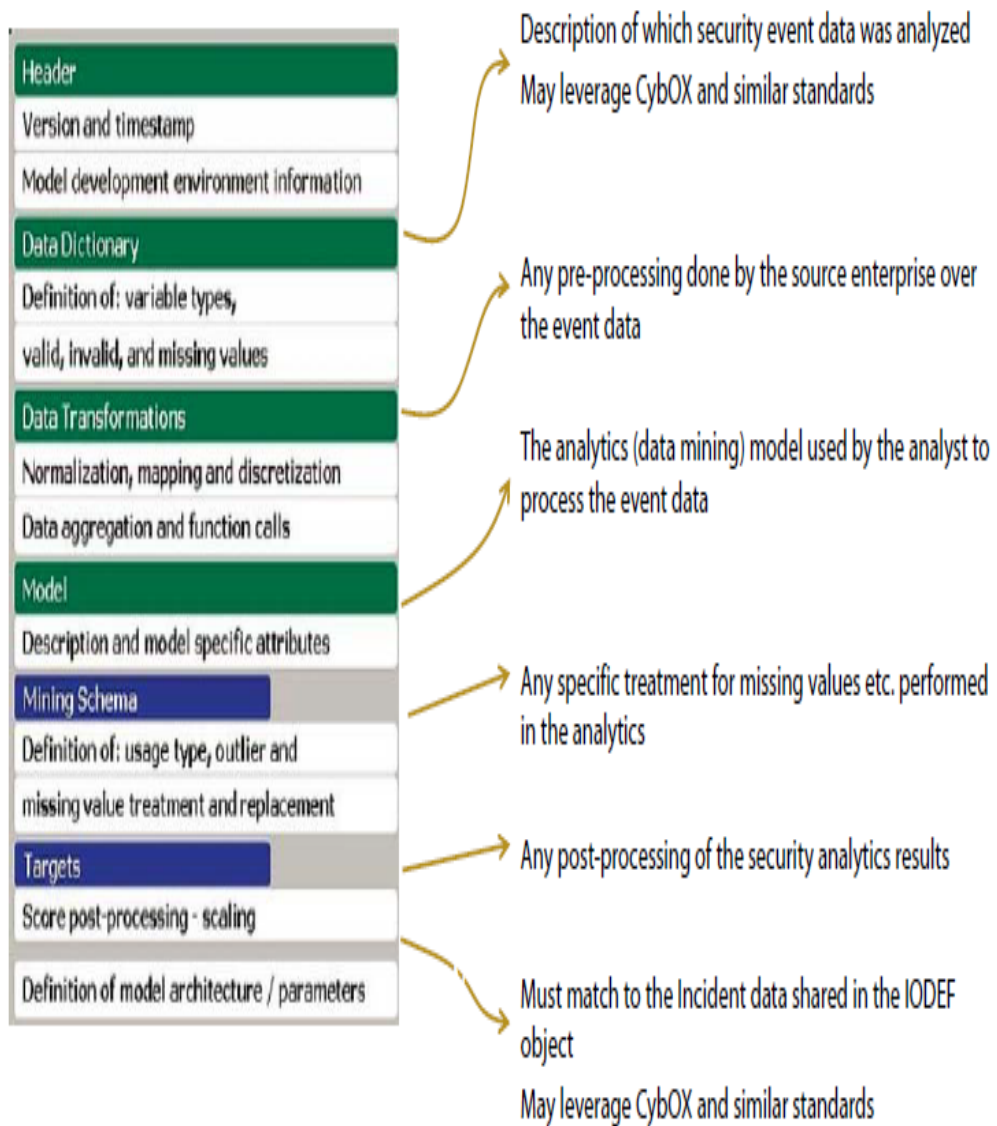 Header
Version and timestamp
Model development environment information
Data Dictionary
Definition of: variable types,
valid, invalid, and missing values
Data Transformations
Normalization, mapping and discretization
Data aggregation and function calls
Model
Description and model specific attributes
Mining Schema
Definition of: usage type, outlier and
missing value treatment and replacement
Targets
Score post-processing - scaling
Definition of model architecture / parameters
Description of which security event data was analyzed
May leverage CybOX and similar standards
Any pre-processing done by the source enterprise over
the event data
The analytics (data mining) model used by the analyst to
process the event data
Any specific treatment for missing values etc. performed
in the analytics
Any post-processing of the security analytics results
Must match to the Incident data shared in the IODEF
object
May leverage CybOX and similar standards